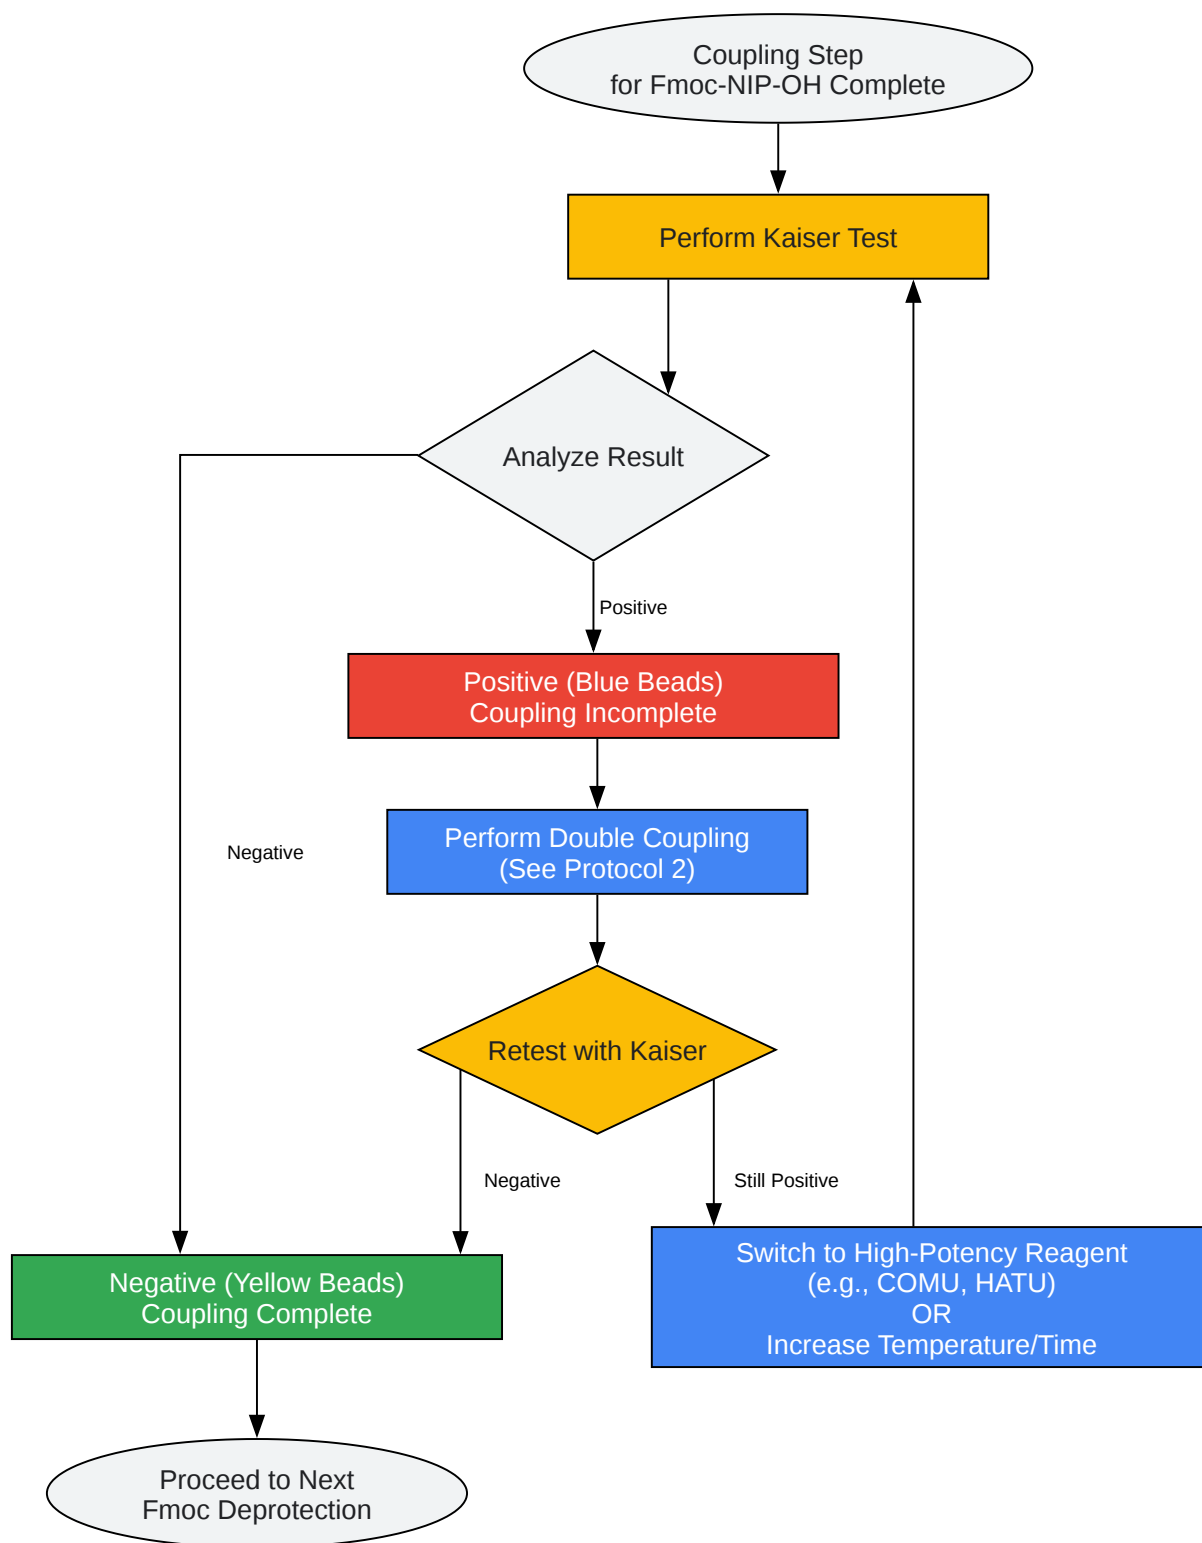 Coupling Step
for Fmoc-NIP-OH Complete
Perform Kaiser Test
Analyze Result
Positive
Positive (Blue Beads)
Coupling Incomplete
Perform Double Coupling
(See Protocol 2)
Negative
Retest with Kaiser
Negative
Still Positive
Switch to High-Potency Reagent
(e.g., COMU, HATU)
OR
Increase Temperature/Time
Negative (Yellow Beads)
Coupling Complete
Proceed to Next
Fmoc Deprotection